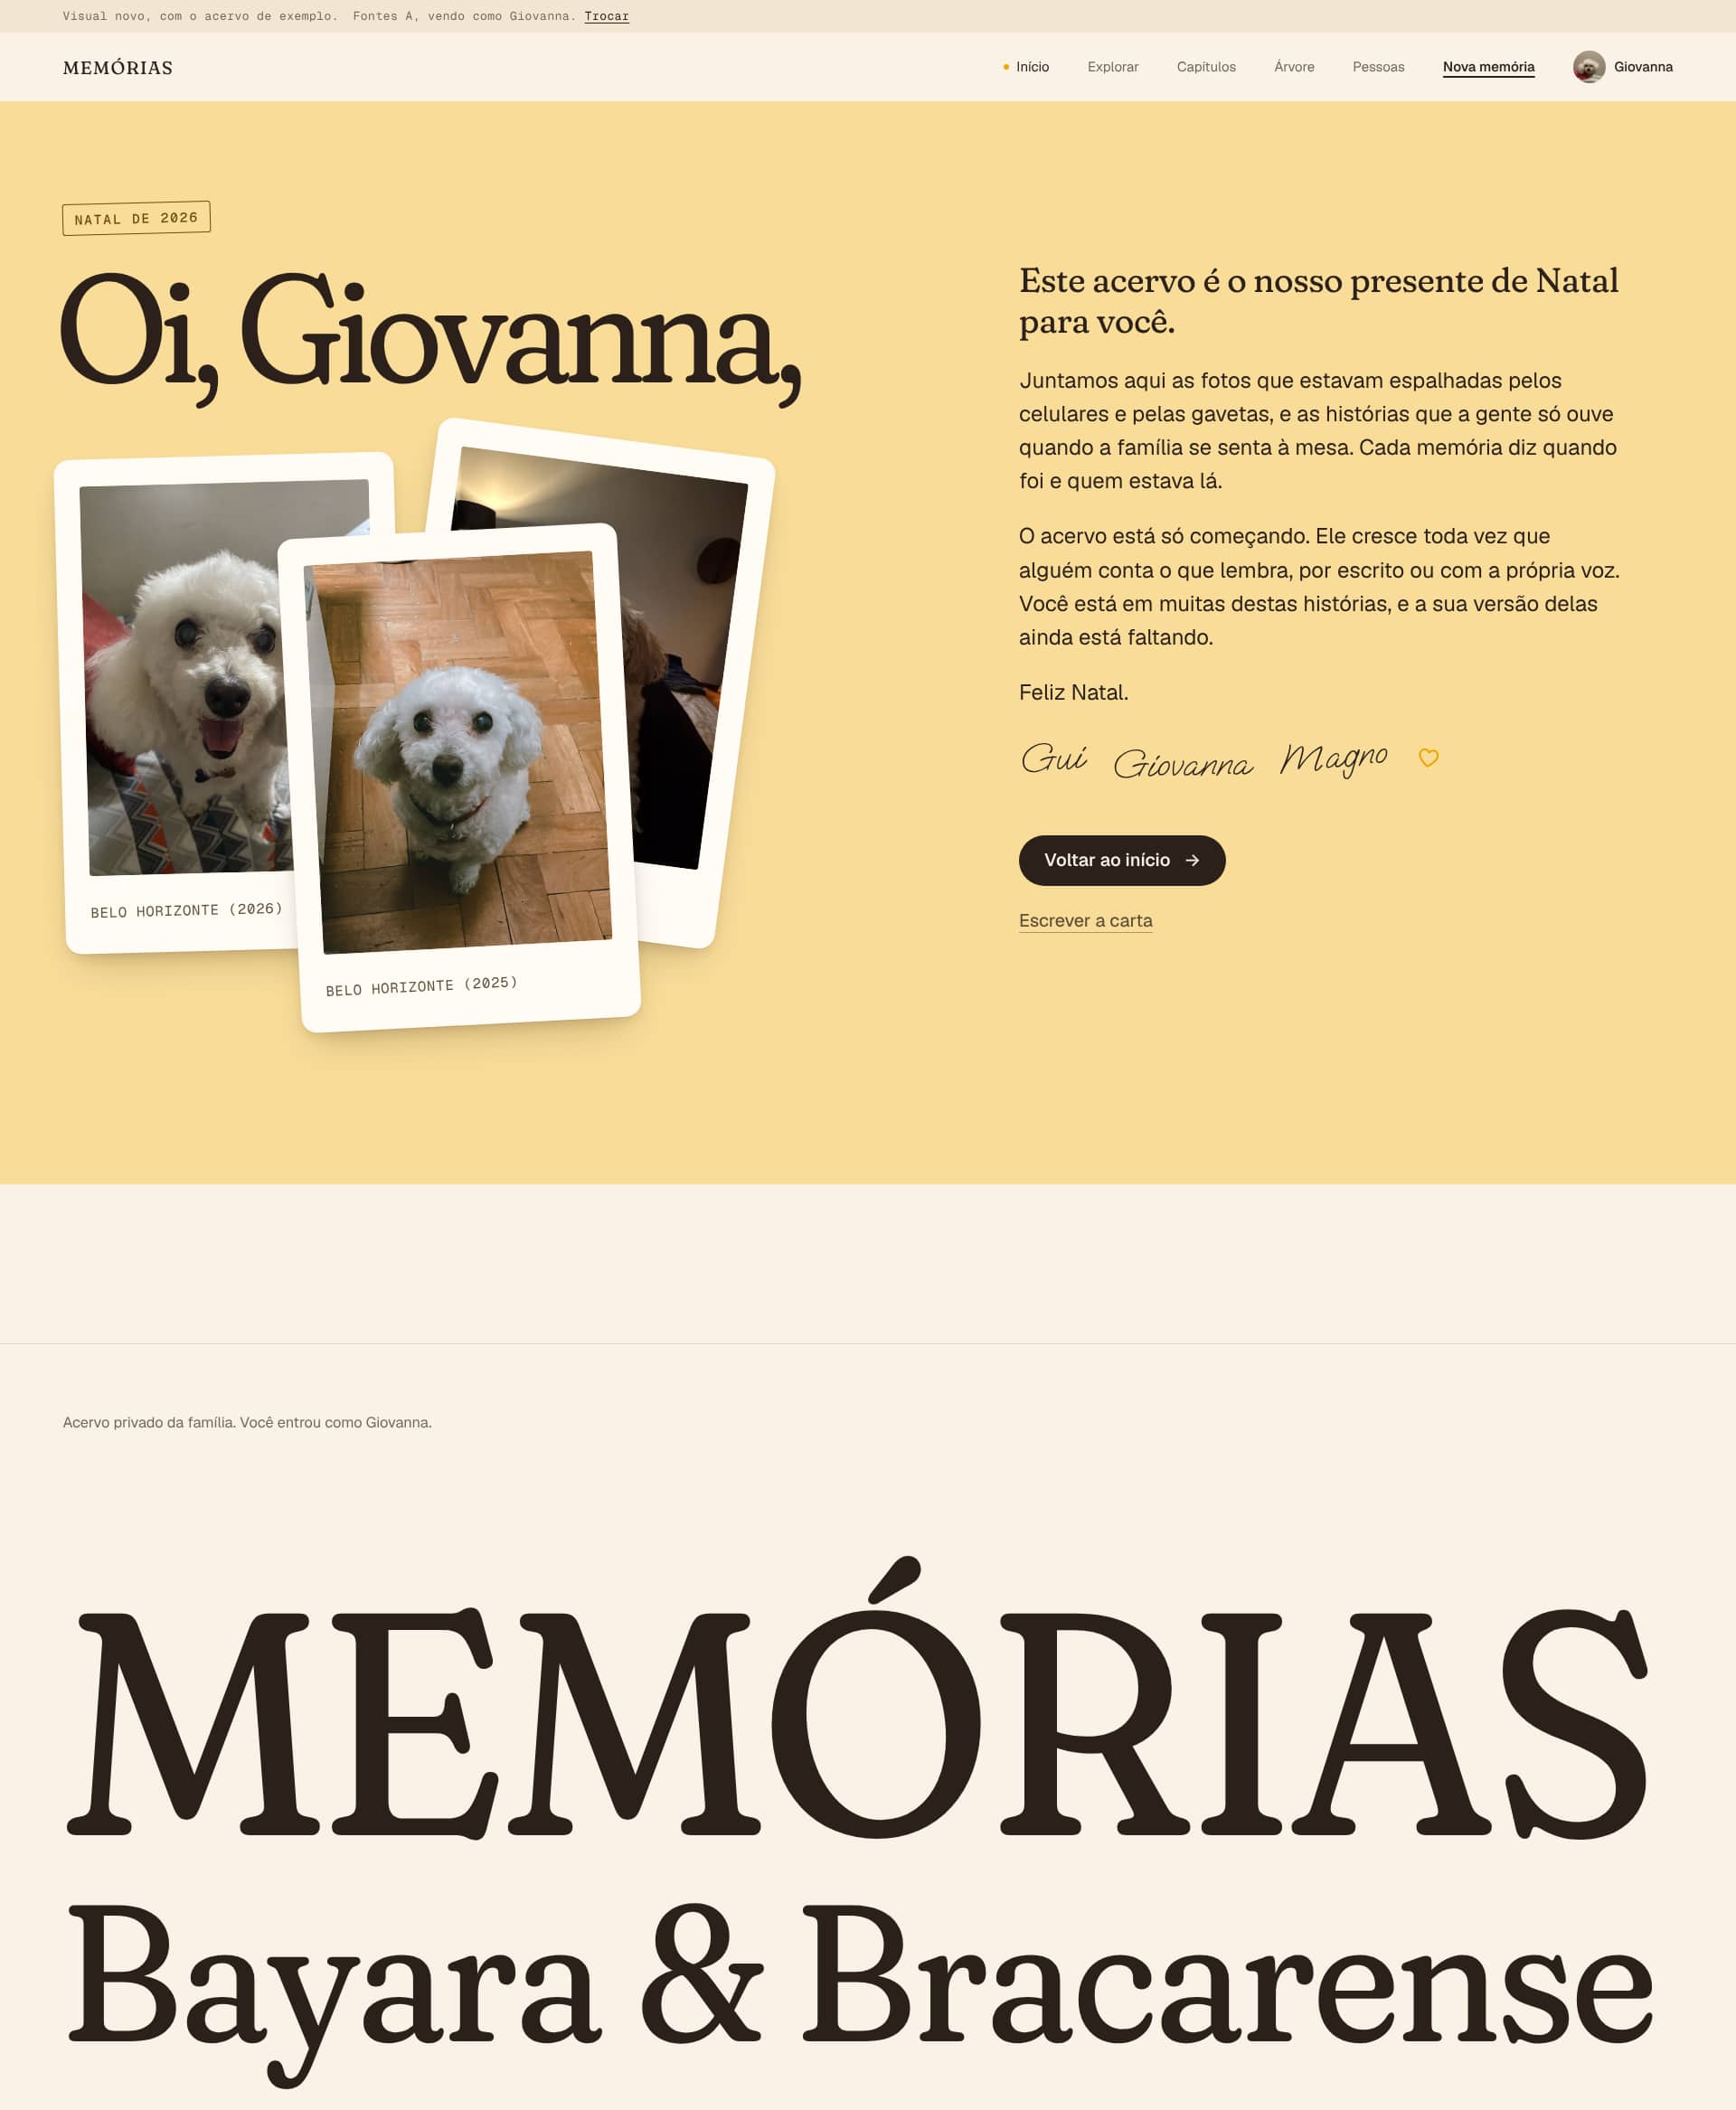 Visual novo, com o acervo de exemplo. Fontes A, vendo como Giovanna. Trocar
MEMÓRIAS
Início Explorar Capítulos Árvore Pessoas Nova memória Giovanna
NATAL DE 2026
Oi, Giovanna,
BELO HORIZONTE (2026)
BELO HORIZONTE (2025)
Este acervo é o nosso presente de Natal
para você.
Juntamos aqui as fotos que estavam espalhadas pelos
celulares e pelas gavetas, e as histórias que a gente só ouve
quando a família se senta à mesa. Cada memória diz quando
foi e quem estava lá.
O acervo está só começando. Ele cresce toda vez que
alguém conta o que lembra, por escrito ou com a própria voz.
Você está em muitas destas histórias, e a sua versão delas
ainda está faltando.
Feliz Natal.
Gui Giovanna Magno
Voltar ao início →
Escrever a carta
Acervo privado da família. Você entrou como Giovanna.
MEMÓRIAS
Bayara & Bracarense